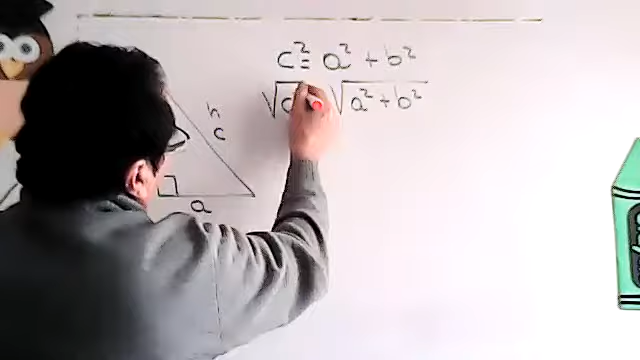 c² = a² + b²
√c √a² + b²
h
c
a